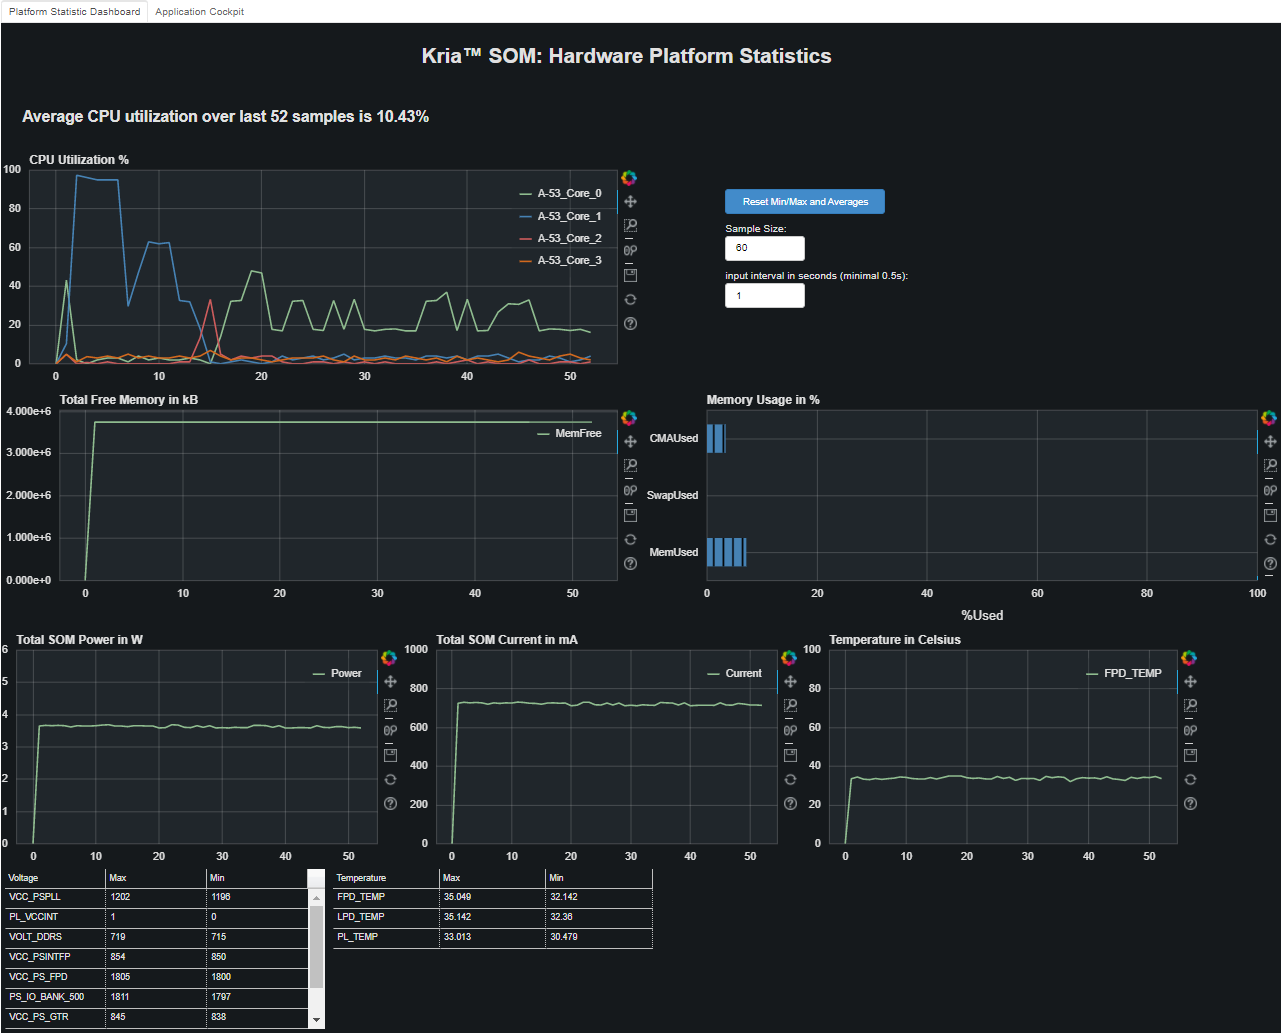 Platform Statistic Dashboard
Application Cockpit
Kria™ SOM: Hardware Platform Statistics
Average CPU utilization over last 52 samples is 10.43%
CPU Utilization %
100
80
60
40
20
0
0 10 20 30 40 50
A-53_Core_0
A-53_Core_1
A-53_Core_2
A-53_Core_3
Reset Min/Max and Averages
Sample Size:
60
input interval in seconds (minimal 0.5s):
1
Total Free Memory in kB
4.000e+6
3.000e+6
2.000e+6
1.000e+6
0.000e+0
0 10 20 30 40 50
MemFree
Memory Usage in %
CMAUsed
SwapUsed
MemUsed
0 20 40 60 80 100
%Used
Total SOM Power in W
6
5
4
3
2
1
0
0 10 20 30 40 50
Power
Total SOM Current in mA
1000
800
600
400
200
0
0 10 20 30 40 50
Current
Temperature in Celsius
100
80
60
40
20
0
0 10 20 30 40 50
FPD_TEMP
Voltage Max Min
VCC_PSPLL 1202 1196
PL_VCCINT 1 0
VOLT_DDRS 719 715
VCC_PSINTFP 854 850
VCC_PS_FPD 1805 1800
PS_IO_BANK_500 1811 1797
VCC_PS_GTR 845 838
Temperature Max Min
FPD_TEMP 35.049 32.142
LPD_TEMP 35.142 32.36
PL_TEMP 33.013 30.479